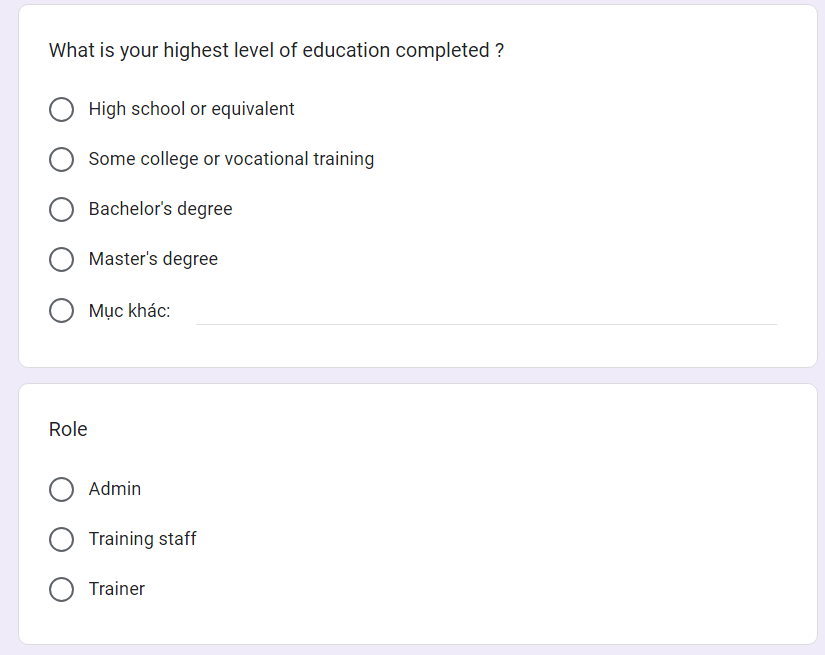 What is your highest level of education completed ?
High school or equivalent
Some college or vocational training
Bachelor's degree
Master's degree
Mục khác:
Role
Admin
Training staff
Trainer